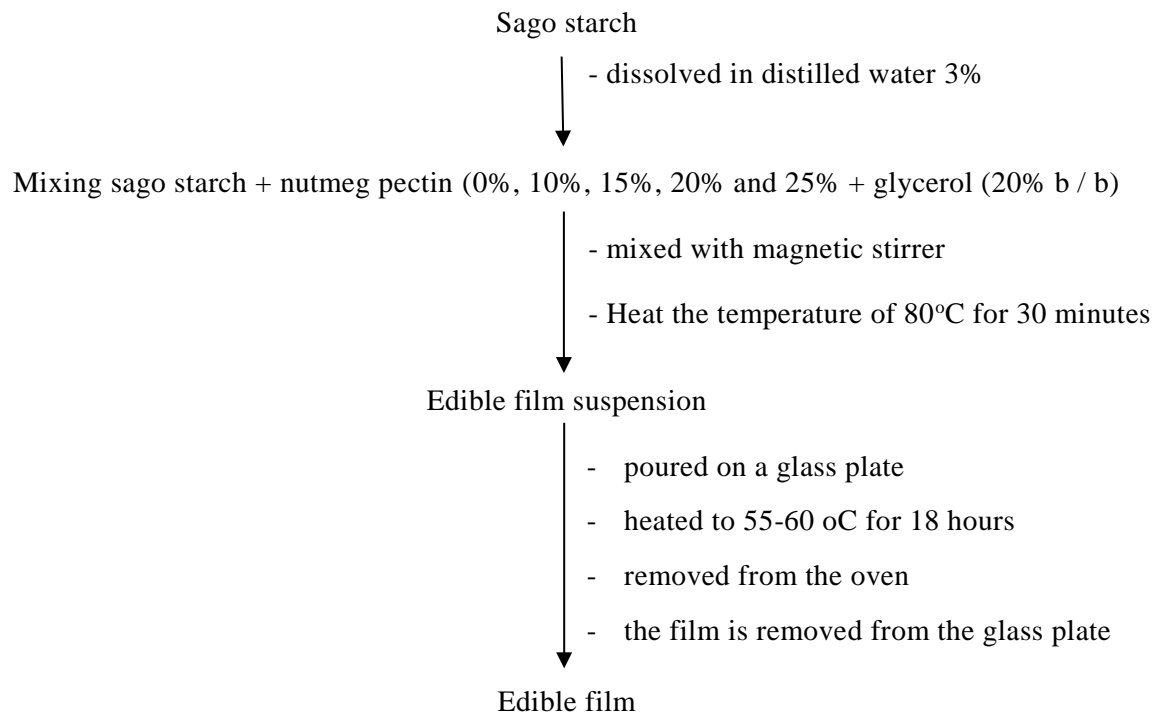 Sago starch
- dissolved in distilled water 3%
Mixing sago starch + nutmeg pectin (0%, 10%, 15%, 20% and 25% + glycerol (20% b / b)
- mixed with magnetic stirrer
- Heat the temperature of 80°C for 30 minutes
Edible film suspension
- poured on a glass plate
- heated to 55-60 oC for 18 hours
- removed from the oven
- the film is removed from the glass plate
Edible film